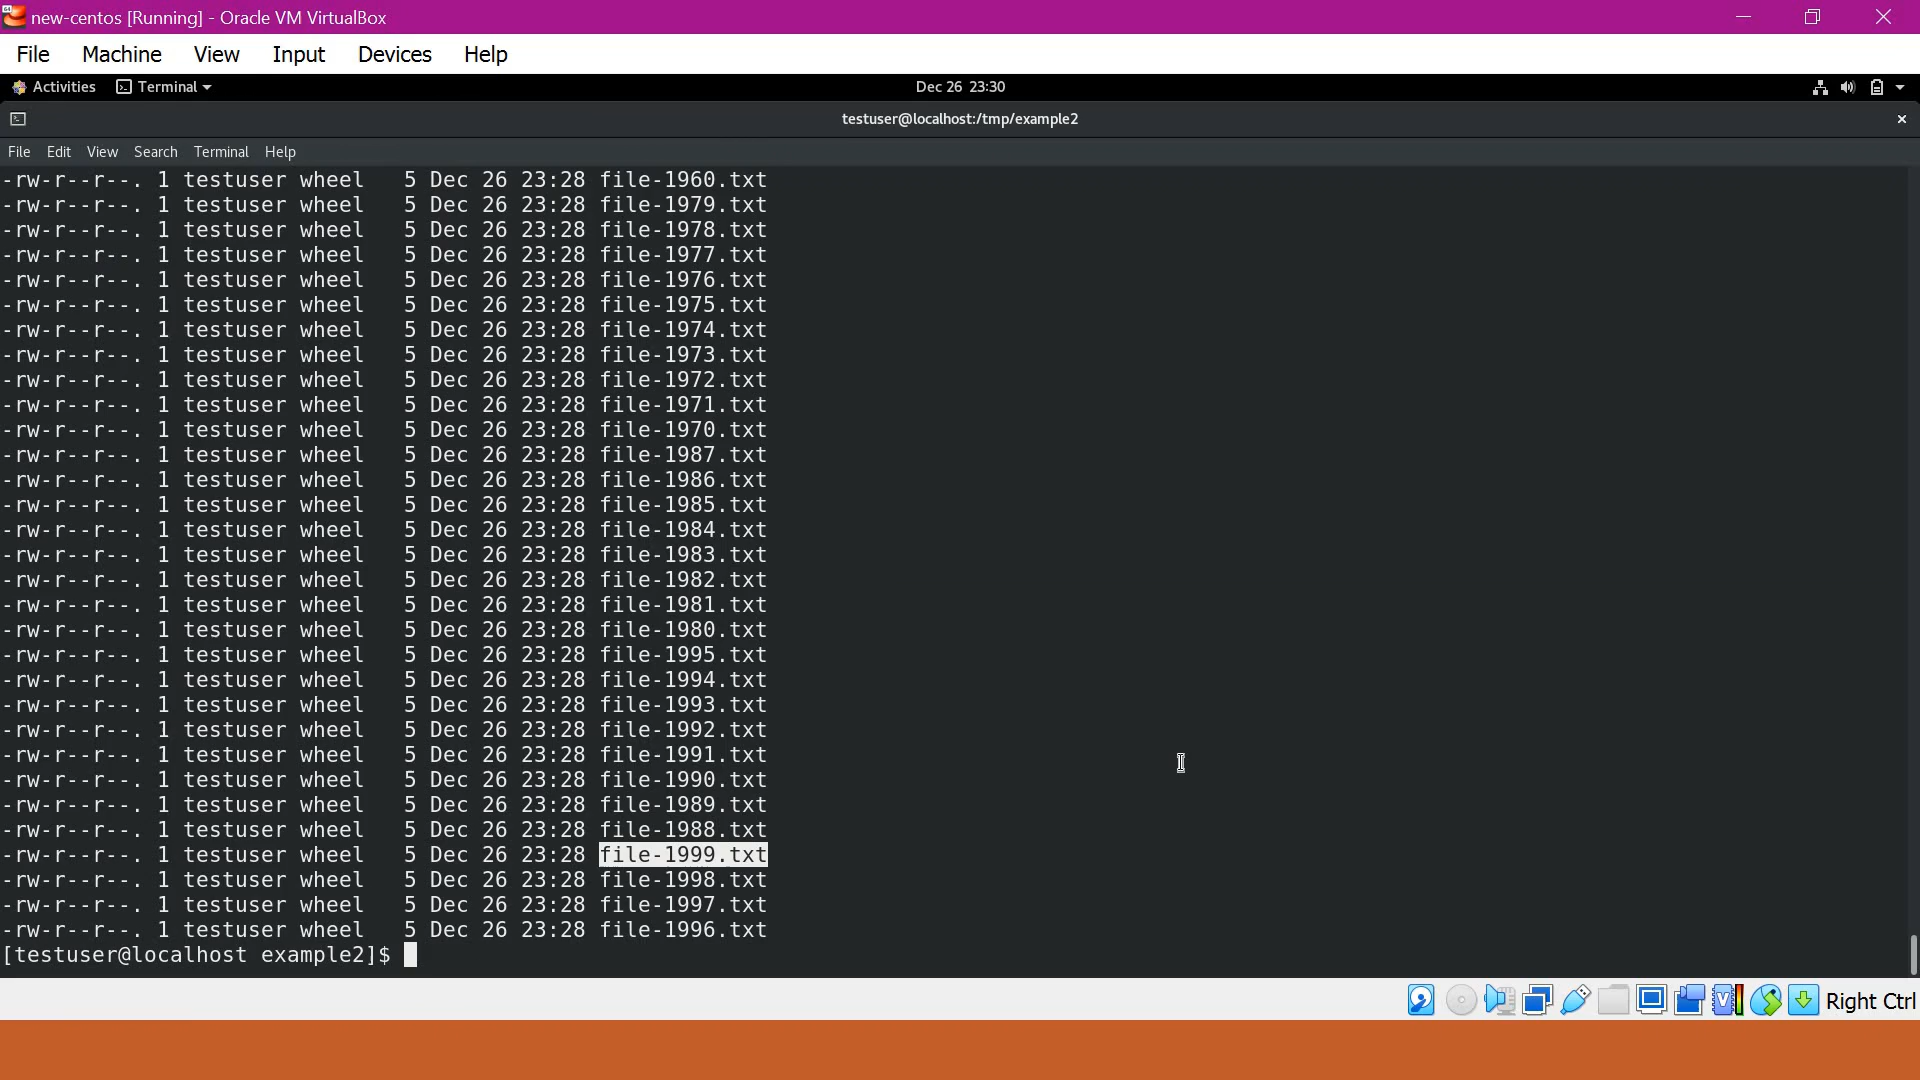 new-centos [Running] - Oracle VM VirtualBox
File Machine View Input Devices Help
Activities Terminal Dec 26 23:30
testuser@localhost:/tmp/example2
File Edit View Search Terminal Help
-rw-r--r--. 1 testuser wheel   5 Dec 26 23:28 file-1960.txt
-rw-r--r--. 1 testuser wheel   5 Dec 26 23:28 file-1979.txt
-rw-r--r--. 1 testuser wheel   5 Dec 26 23:28 file-1978.txt
-rw-r--r--. 1 testuser wheel   5 Dec 26 23:28 file-1977.txt
-rw-r--r--. 1 testuser wheel   5 Dec 26 23:28 file-1976.txt
-rw-r--r--. 1 testuser wheel   5 Dec 26 23:28 file-1975.txt
-rw-r--r--. 1 testuser wheel   5 Dec 26 23:28 file-1974.txt
-rw-r--r--. 1 testuser wheel   5 Dec 26 23:28 file-1973.txt
-rw-r--r--. 1 testuser wheel   5 Dec 26 23:28 file-1972.txt
-rw-r--r--. 1 testuser wheel   5 Dec 26 23:28 file-1971.txt
-rw-r--r--. 1 testuser wheel   5 Dec 26 23:28 file-1970.txt
-rw-r--r--. 1 testuser wheel   5 Dec 26 23:28 file-1987.txt
-rw-r--r--. 1 testuser wheel   5 Dec 26 23:28 file-1986.txt
-rw-r--r--. 1 testuser wheel   5 Dec 26 23:28 file-1985.txt
-rw-r--r--. 1 testuser wheel   5 Dec 26 23:28 file-1984.txt
-rw-r--r--. 1 testuser wheel   5 Dec 26 23:28 file-1983.txt
-rw-r--r--. 1 testuser wheel   5 Dec 26 23:28 file-1982.txt
-rw-r--r--. 1 testuser wheel   5 Dec 26 23:28 file-1981.txt
-rw-r--r--. 1 testuser wheel   5 Dec 26 23:28 file-1980.txt
-rw-r--r--. 1 testuser wheel   5 Dec 26 23:28 file-1995.txt
-rw-r--r--. 1 testuser wheel   5 Dec 26 23:28 file-1994.txt
-rw-r--r--. 1 testuser wheel   5 Dec 26 23:28 file-1993.txt
-rw-r--r--. 1 testuser wheel   5 Dec 26 23:28 file-1992.txt
-rw-r--r--. 1 testuser wheel   5 Dec 26 23:28 file-1991.txt
-rw-r--r--. 1 testuser wheel   5 Dec 26 23:28 file-1990.txt
-rw-r--r--. 1 testuser wheel   5 Dec 26 23:28 file-1989.txt
-rw-r--r--. 1 testuser wheel   5 Dec 26 23:28 file-1988.txt
-rw-r--r--. 1 testuser wheel   5 Dec 26 23:28 file-1999.txt
-rw-r--r--. 1 testuser wheel   5 Dec 26 23:28 file-1998.txt
-rw-r--r--. 1 testuser wheel   5 Dec 26 23:28 file-1997.txt
-rw-r--r--. 1 testuser wheel   5 Dec 26 23:28 file-1996.txt
[testuser@localhost example2]$
Right Ctrl